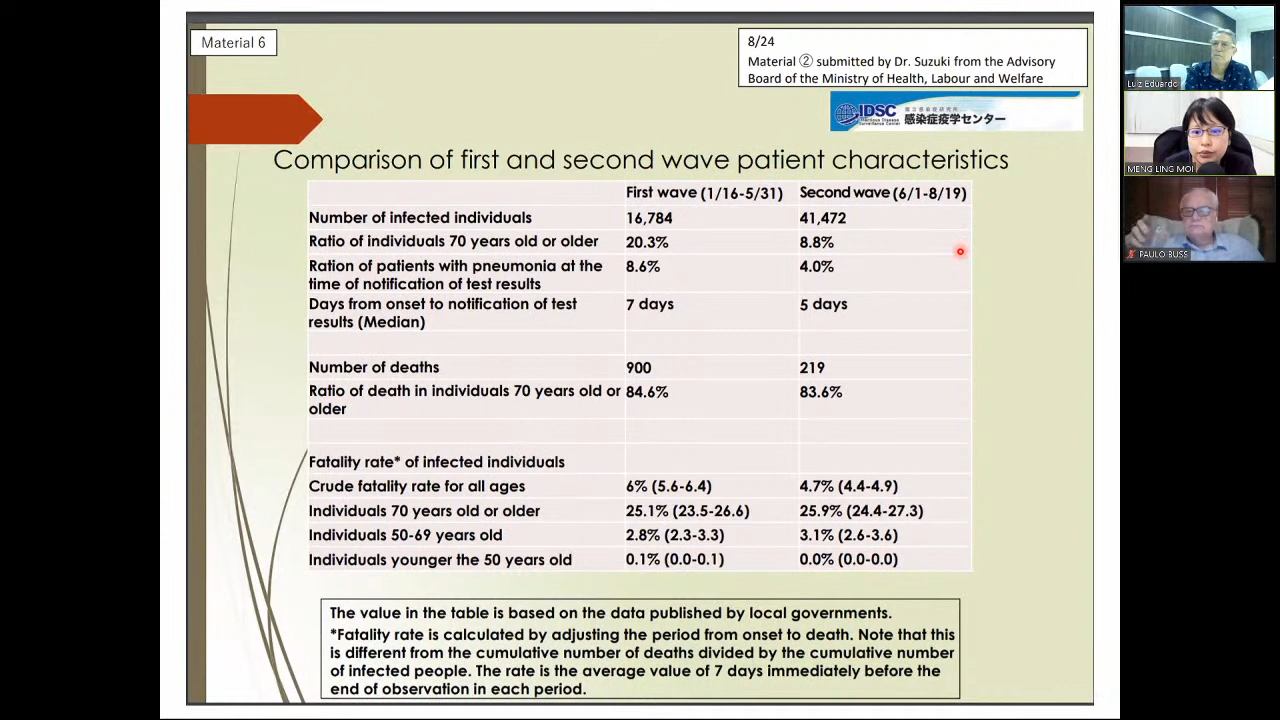 Material 6
8/24
Material ② submitted by Dr. Suzuki from the Advisory
Board of the Ministry of Health, Labour and Welfare
IDSC
Infectious Disease
Surveillance Center
国立感染症研究所
感染症疫学センター
Comparison of first and second wave patient characteristics
First wave (1/16-5/31) Second wave (6/1-8/19)
Number of infected individuals 16,784 41,472
Ratio of individuals 70 years old or older 20.3% 8.8%
Ration of patients with pneumonia at the 8.6% 4.0%
time of notification of test results
Days from onset to notification of test 7 days 5 days
results (Median)
Number of deaths 900 219
Ratio of death in individuals 70 years old or 84.6% 83.6%
older
Fatality rate* of infected individuals
Crude fatality rate for all ages 6% (5.6-6.4) 4.7% (4.4-4.9)
Individuals 70 years old or older 25.1% (23.5-26.6) 25.9% (24.4-27.3)
Individuals 50-69 years old 2.8% (2.3-3.3) 3.1% (2.6-3.6)
Individuals younger the 50 years old 0.1% (0.0-0.1) 0.0% (0.0-0.0)
The value in the table is based on the data published by local governments.
*Fatality rate is calculated by adjusting the period from onset to death. Note that this
is different from the cumulative number of deaths divided by the cumulative number
of infected people. The rate is the average value of 7 days immediately before the
end of observation in each period.
Luiz Eduardo
MENG LING MOI
PAULO BUSS